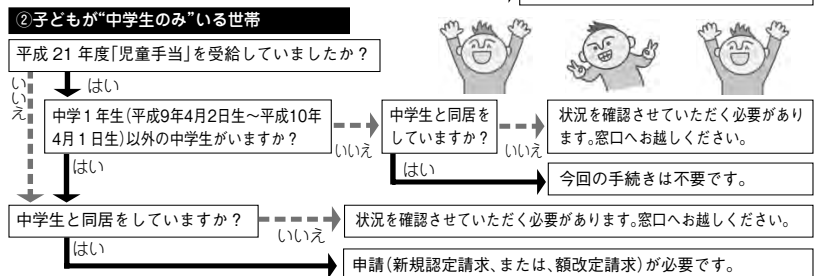 ②子どもが“中学生のみ”いる世帯
平成 21 年度「児童手当」を受給していましたか？
いいえ
はい
中学１年生（平成9年4月2日生～平成10年
4月１日生）以外の中学生がいますか？
いいえ
中学生と同居を
していますか？
いいえ
状況を確認させていただく必要があり
ます。窓口へお越しください。
はい
はい
今回の手続きは不要です。
中学生と同居をしていますか？
いいえ
状況を確認させていただく必要があります。窓口へお越しください。
はい
申請（新規認定請求、または、額改定請求）が必要です。